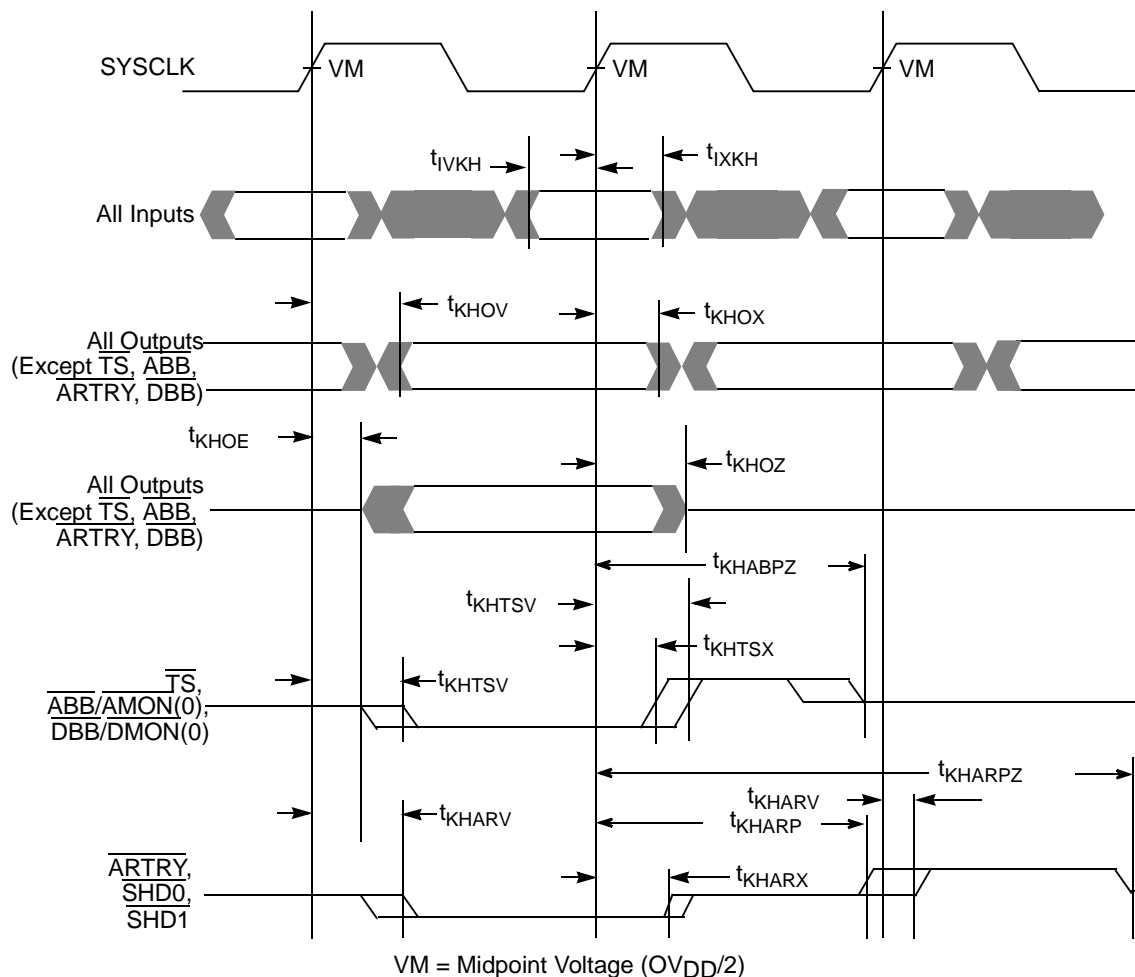 SYSCLK
VM
VM
VM
tIVKH
tIXKH
All Inputs
tKHOV
tKHOX
All Outputs
(Except TS, ABB,
ARTRY, DBB)
tKHOE
tKHOZ
All Outputs
(Except TS, ABB,
ARTRY, DBB)
tKHABPZ
tKHTSV
tKHTSX
TS,
ABB/AMON(0),
DBB/DMON(0)
tKHTSV
tKHARPZ
tKHARV
tKHARV
tKHARP
ARTRY,
SHD0,
SHD1
tKHARX
VM = Midpoint Voltage (OVDD/2)